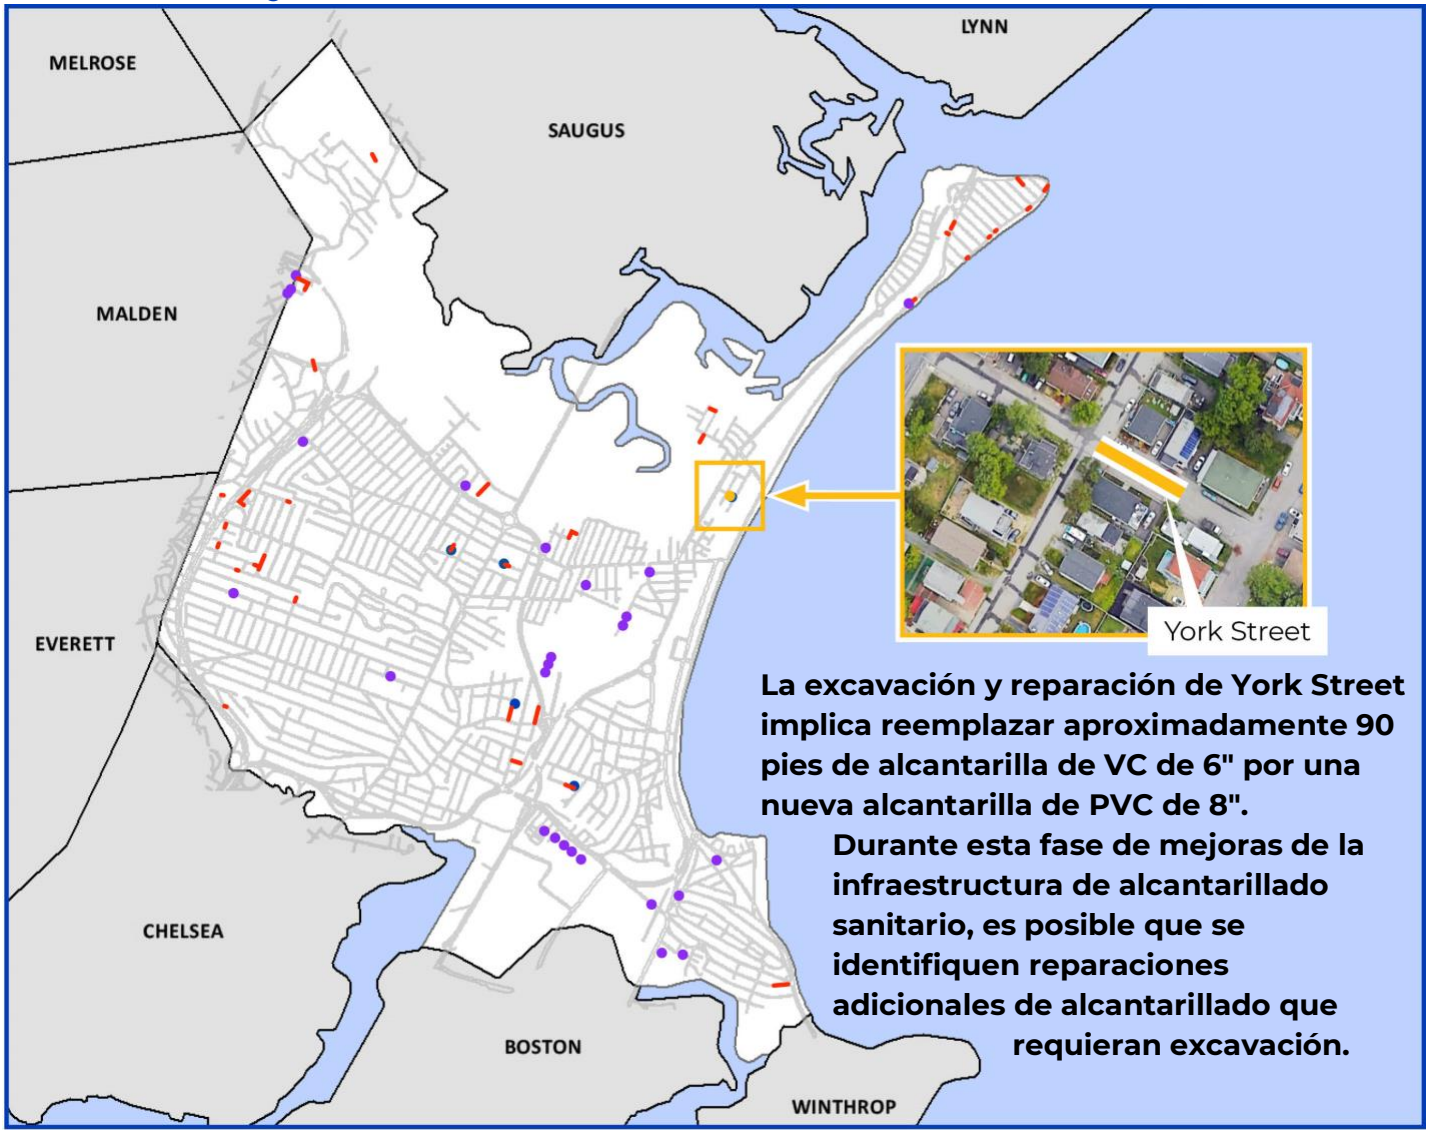 LYNN
MELROSE
SAUGUS
MALDEN
EVERETT
York Street
La excavación y reparación de York Street
implica reemplazar aproximadamente 90
pies de alcantarilla de VC de 6" por una
nueva alcantarilla de PVC de 8".
Durante esta fase de mejoras de la
infraestructura de alcantarillado
sanitario, es posible que se
identifiquen reparaciones
adicionales de alcantarillado que
requieran excavación.
CHELSEA
BOSTON
WINTHROP